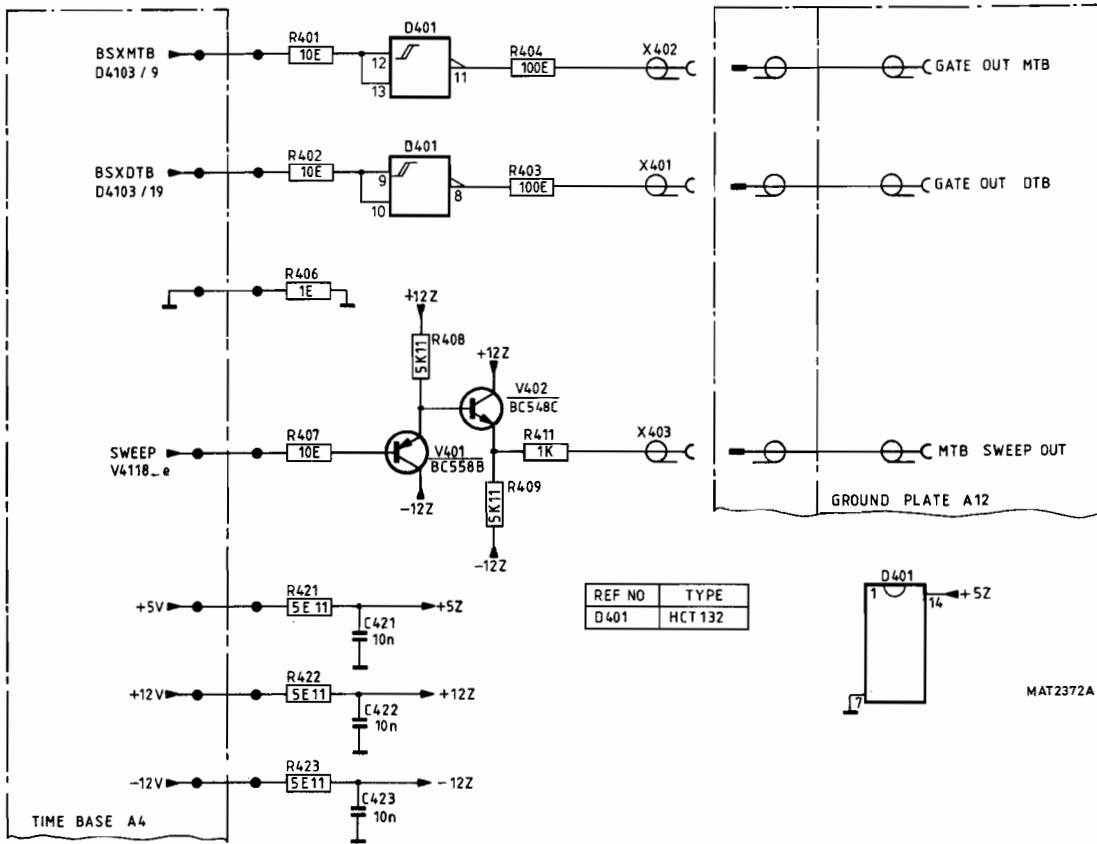 D401
BSXMTB
D4103 / 9
R401
10E
12
13
11
R404
100E
X402
GATE OUT MTB
D401
BSXDTB
D4103 / 19
R402
10E
9
10
8
R403
100E
X401
GATE OUT DTB
R406
1E
+12Z
R408
5K11
+12Z
V402
BC548C
SWEEP
V4118_e
R407
10E
V401
BC558B
-12Z
R411
1K
X403
MTB SWEEP OUT
R409
5K11
-12Z
GROUND PLATE A12
+5V
R421
5E11
+5Z
C421
10n
REF NO TYPE
D401 HCT132
D401
1
14
+5Z
7
+12V
R422
5E11
+12Z
C422
10n
MAT2372A
-12V
R423
5E11
-12Z
C423
10n
TIME BASE A4